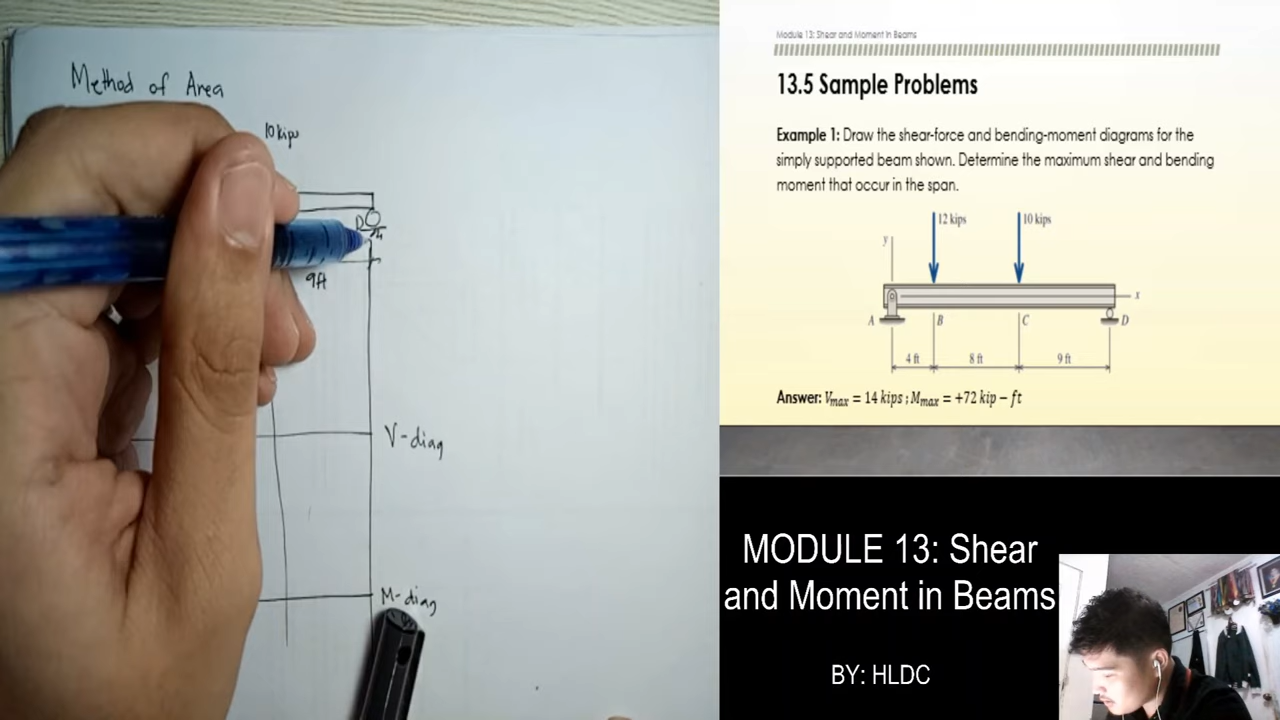 Method of Area
10 kips
D
9ft
V-diag
M-diag
Module 13: Shear and Moment in Beams
13.5 Sample Problems
Example 1: Draw the shear-force and bending-moment diagrams for the
simply supported beam shown. Determine the maximum shear and bending
moment that occur in the span.
12 kips
10 kips
y
x
A
B
C
D
4 ft
8 ft
9 ft
Answer: Vmax = 14 kips ; Mmax = +72 kip − ft
MODULE 13: Shear
and Moment in Beams
BY: HLDC